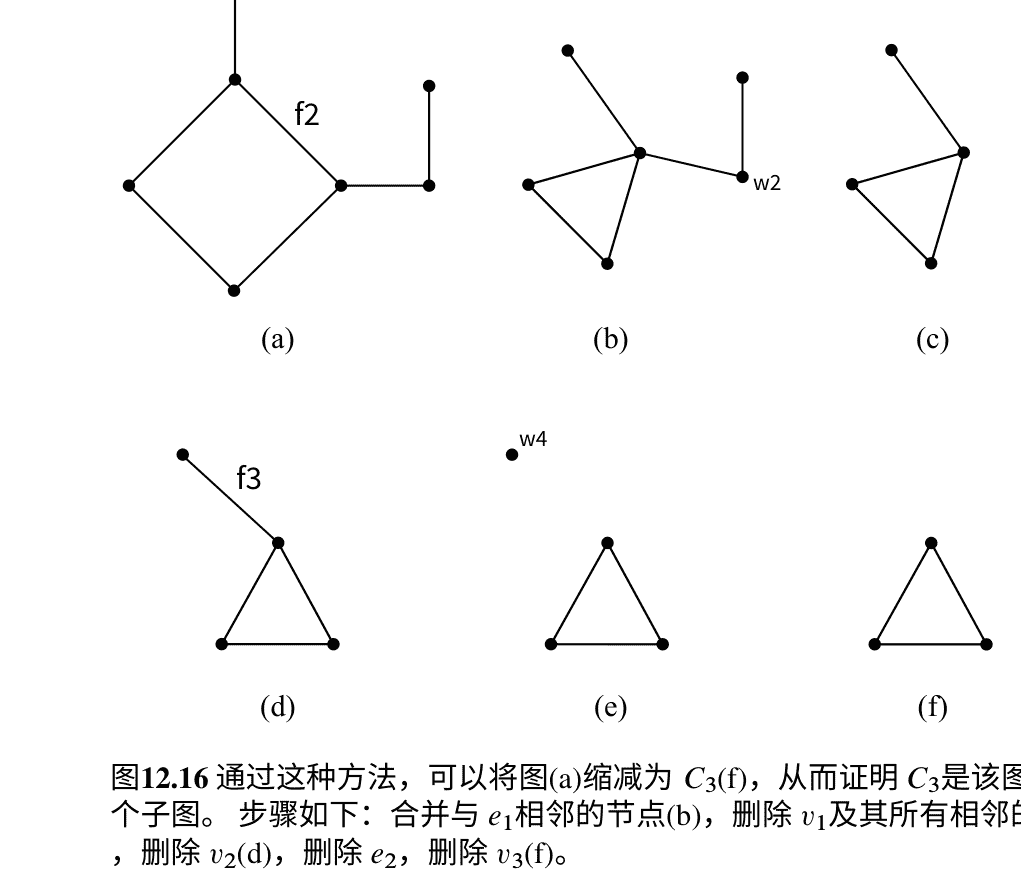 f2
w2
(a) (b) (c)
w4
f3
(d) (e) (f)
图12.16 通过这种方法，可以将图(a)缩减为 C₃(f)，从而证明 C₃是该图
个子图。 步骤如下：合并与 e₁相邻的节点(b)，删除 v₁及其所有相邻的
，删除 v₂(d)，删除 e₂，删除 v₃(f)。